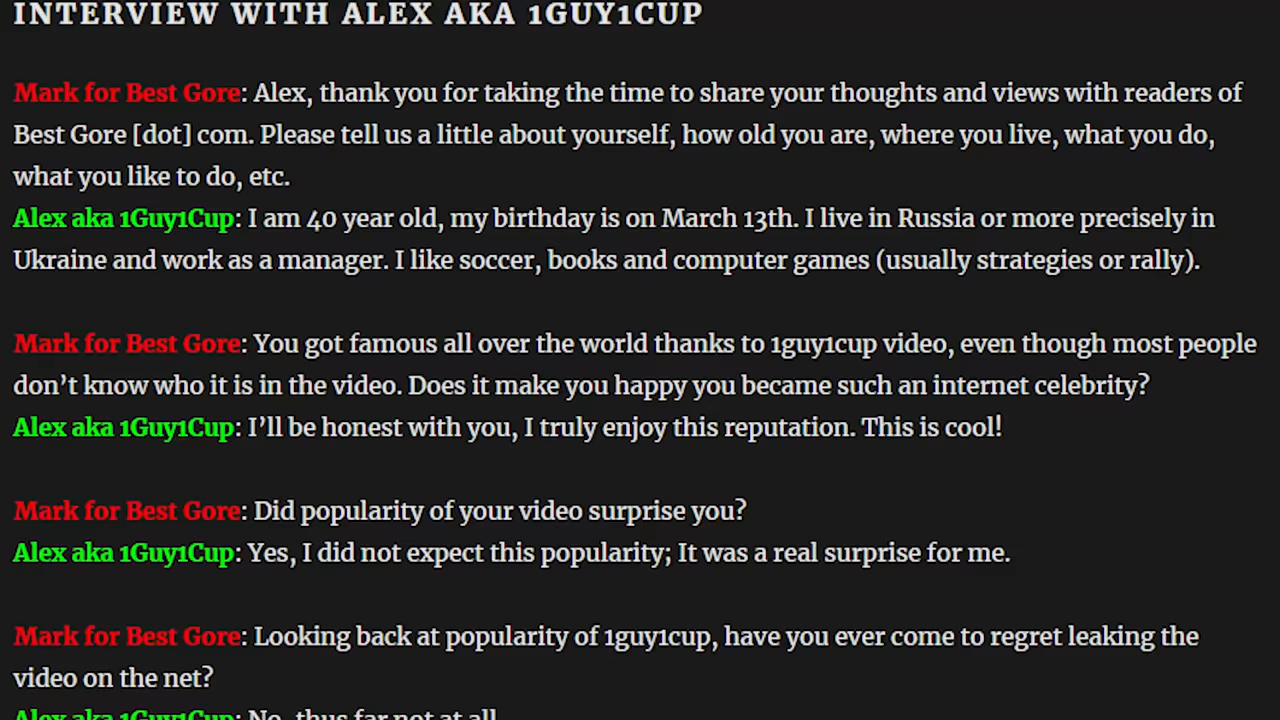 INTERVIEW WITH ALEX AKA 1GUY1CUP
Mark for Best Gore: Alex, thank you for taking the time to share your thoughts and views with readers of
Best Gore [dot] com. Please tell us a little about yourself, how old you are, where you live, what you do,
what you like to do, etc.
Alex aka 1Guy1Cup: I am 40 year old, my birthday is on March 13th. I live in Russia or more precisely in
Ukraine and work as a manager. I like soccer, books and computer games (usually strategies or rally).
Mark for Best Gore: You got famous all over the world thanks to 1guy1cup video, even though most people
don’t know who it is in the video. Does it make you happy you became such an internet celebrity?
Alex aka 1Guy1Cup: I’ll be honest with you, I truly enjoy this reputation. This is cool!
Mark for Best Gore: Did popularity of your video surprise you?
Alex aka 1Guy1Cup: Yes, I did not expect this popularity; It was a real surprise for me.
Mark for Best Gore: Looking back at popularity of 1guy1cup, have you ever come to regret leaking the
video on the net?
Alex aka 1Guy1Cup: No, thus far not at all